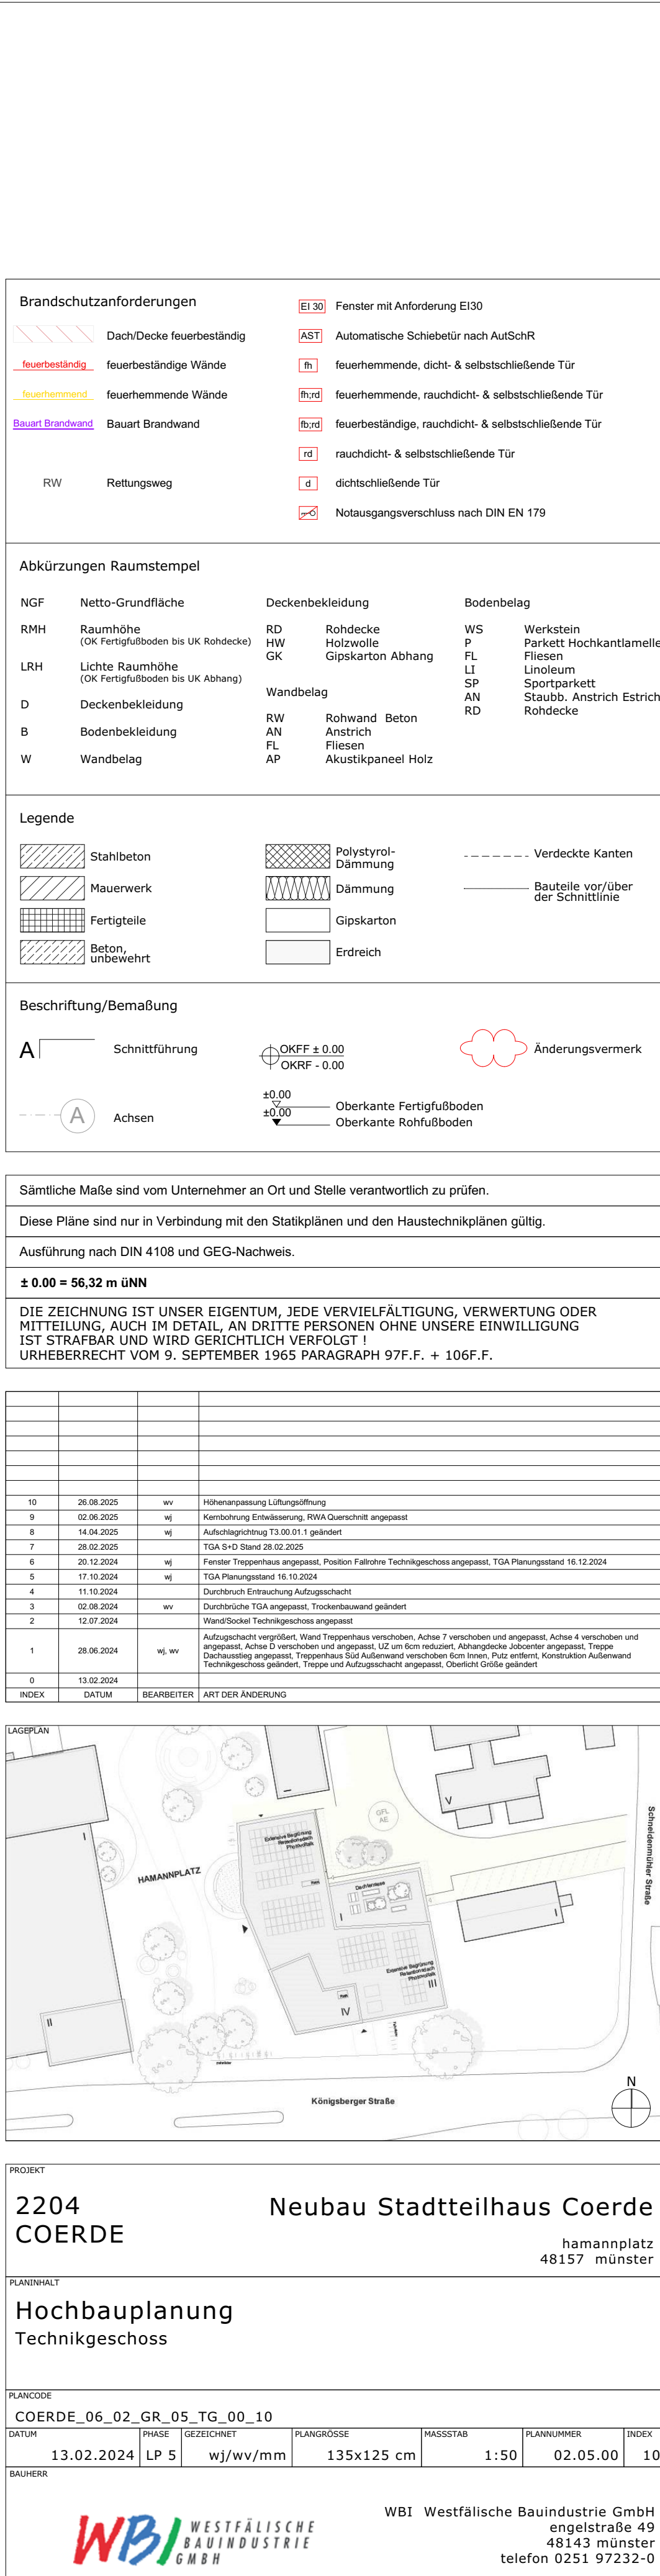 Brandschutzanforderungen
Dach/Decke feuerbeständig
feuerbeständig feuerbeständige Wände
feuerhemmend feuerhemmende Wände
Bauart Brandwand Bauart Brandwand
RW Rettungsweg
EI 30 Fenster mit Anforderung EI30
AST Automatische Schiebetür nach AutSchR
fh feuerhemmende, dicht- & selbstschließende Tür
fh;rd feuerhemmende, rauchdicht- & selbstschließende Tür
fb;rd feuerbeständige, rauchdicht- & selbstschließende Tür
rd rauchdicht- & selbstschließende Tür
d dichtschließende Tür
Notausgangsverschluss nach DIN EN 179
Abkürzungen Raumstempel
NGF Netto-Grundfläche
RMH Raumhöhe
(OK Fertigfußboden bis UK Rohdecke)
LRH Lichte Raumhöhe
(OK Fertigfußboden bis UK Abhang)
D Deckenbekleidung
B Bodenbekleidung
W Wandbelag
Deckenbekleidung
RD Rohdecke
HW Holzwolle
GK Gipskarton Abhang
Wandbelag
RW Rohwand Beton
AN Anstrich
FL Fliesen
AP Akustikpaneel Holz
Bodenbelag
WS Werkstein
P Parkett Hochkantlamelle
FL Fliesen
LI Linoleum
SP Sportparkett
AN Staubb. Anstrich Estrich
RD Rohdecke
Legende
Stahlbeton
Mauerwerk
Fertigteile
Beton,
unbewehrt
Polystyrol-
Dämmung
Dämmung
Gipskarton
Erdreich
Verdeckte Kanten
Bauteile vor/über
der Schnittlinie
Beschriftung/Bemaßung
A Schnittführung
A Achsen
OKFF ± 0.00
OKRF - 0.00
±0.00
±0.00
Oberkante Fertigfußboden
Oberkante Rohfußboden
Änderungsvermerk
Sämtliche Maße sind vom Unternehmer an Ort und Stelle verantwortlich zu prüfen.
Diese Pläne sind nur in Verbindung mit den Statikplänen und den Haustechnikplänen gültig.
Ausführung nach DIN 4108 und GEG-Nachweis.
± 0.00 = 56,32 m üNN
DIE ZEICHNUNG IST UNSER EIGENTUM, JEDE VERVIELFÄLTIGUNG, VERWERTUNG ODER
MITTEILUNG, AUCH IM DETAIL, AN DRITTE PERSONEN OHNE UNSERE EINWILLIGUNG
IST STRAFBAR UND WIRD GERICHTLICH VERFOLGT !
URHEBERRECHT VOM 9. SEPTEMBER 1965 PARAGRAPH 97F.F. + 106F.F.
10 26.08.2025 wv Höhenanpassung Lüftungsöffnung
9 02.06.2025 wj Kernbohrung Entwässerung, RWA Querschnitt angepasst
8 14.04.2025 wj Aufschlagrichtnug T3.00.01.1 geändert
7 28.02.2025 TGA S+D Stand 28.02.2025
6 20.12.2024 wj Fenster Treppenhaus angepasst, Position Fallrohre Technikgeschoss angepasst, TGA Planungsstand 16.12.2024
5 17.10.2024 wj TGA Planungsstand 16.10.2024
4 11.10.2024 Durchbruch Entrauchung Aufzugsschacht
3 02.08.2024 wv Durchbrüche TGA angepasst, Trockenbauwand geändert
2 12.07.2024 Wand/Sockel Technikgeschoss angepasst
1 28.06.2024 wj, wv Aufzugschacht vergrößert, Wand Treppenhaus verschoben, Achse 7 verschoben und angepasst, Achse 4 verschoben und
angepasst, Achse D verschoben und angepasst, UZ um 6cm reduziert, Abhangdecke Jobcenter angepasst, Treppe
Dachausstieg angepasst, Treppenhaus Süd Außenwand verschoben 6cm Innen, Putz entfernt, Konstruktion Außenwand
Technikgeschoss geändert, Treppe und Aufzugsschacht angepasst, Oberlicht Größe geändert
0 13.02.2024
INDEX DATUM BEARBEITER ART DER ÄNDERUNG
LAGEPLAN
HAMANNPLATZ
I
I
II
GFL
AE
V
Extensive Begrünung
Retentionsdach
Photovoltaik
Dachterrasse
I
I
Extensive Begrünung
Retentionsdach
Photovoltaik
III
IV
Schneidemühler Straße
Königsberger Straße
N
PROJEKT
2204
COERDE
Neubau Stadtteilhaus Coerde
hamannplatz
48157 münster
PLANINHALT
Hochbauplanung
Technikgeschoss
PLANCODE
COERDE_06_02_GR_05_TG_00_10
DATUM PHASE GEZEICHNET PLANGRÖSSE MASSSTAB PLANNUMMER INDEX
13.02.2024 LP 5 wj/wv/mm 135x125 cm 1:50 02.05.00 10
BAUHERR
WBI WESTFÄLISCHE
BAUINDUSTRIE
GMBH
WBI Westfälische Bauindustrie GmbH
engelstraße 49
48143 münster
telefon 0251 97232-0